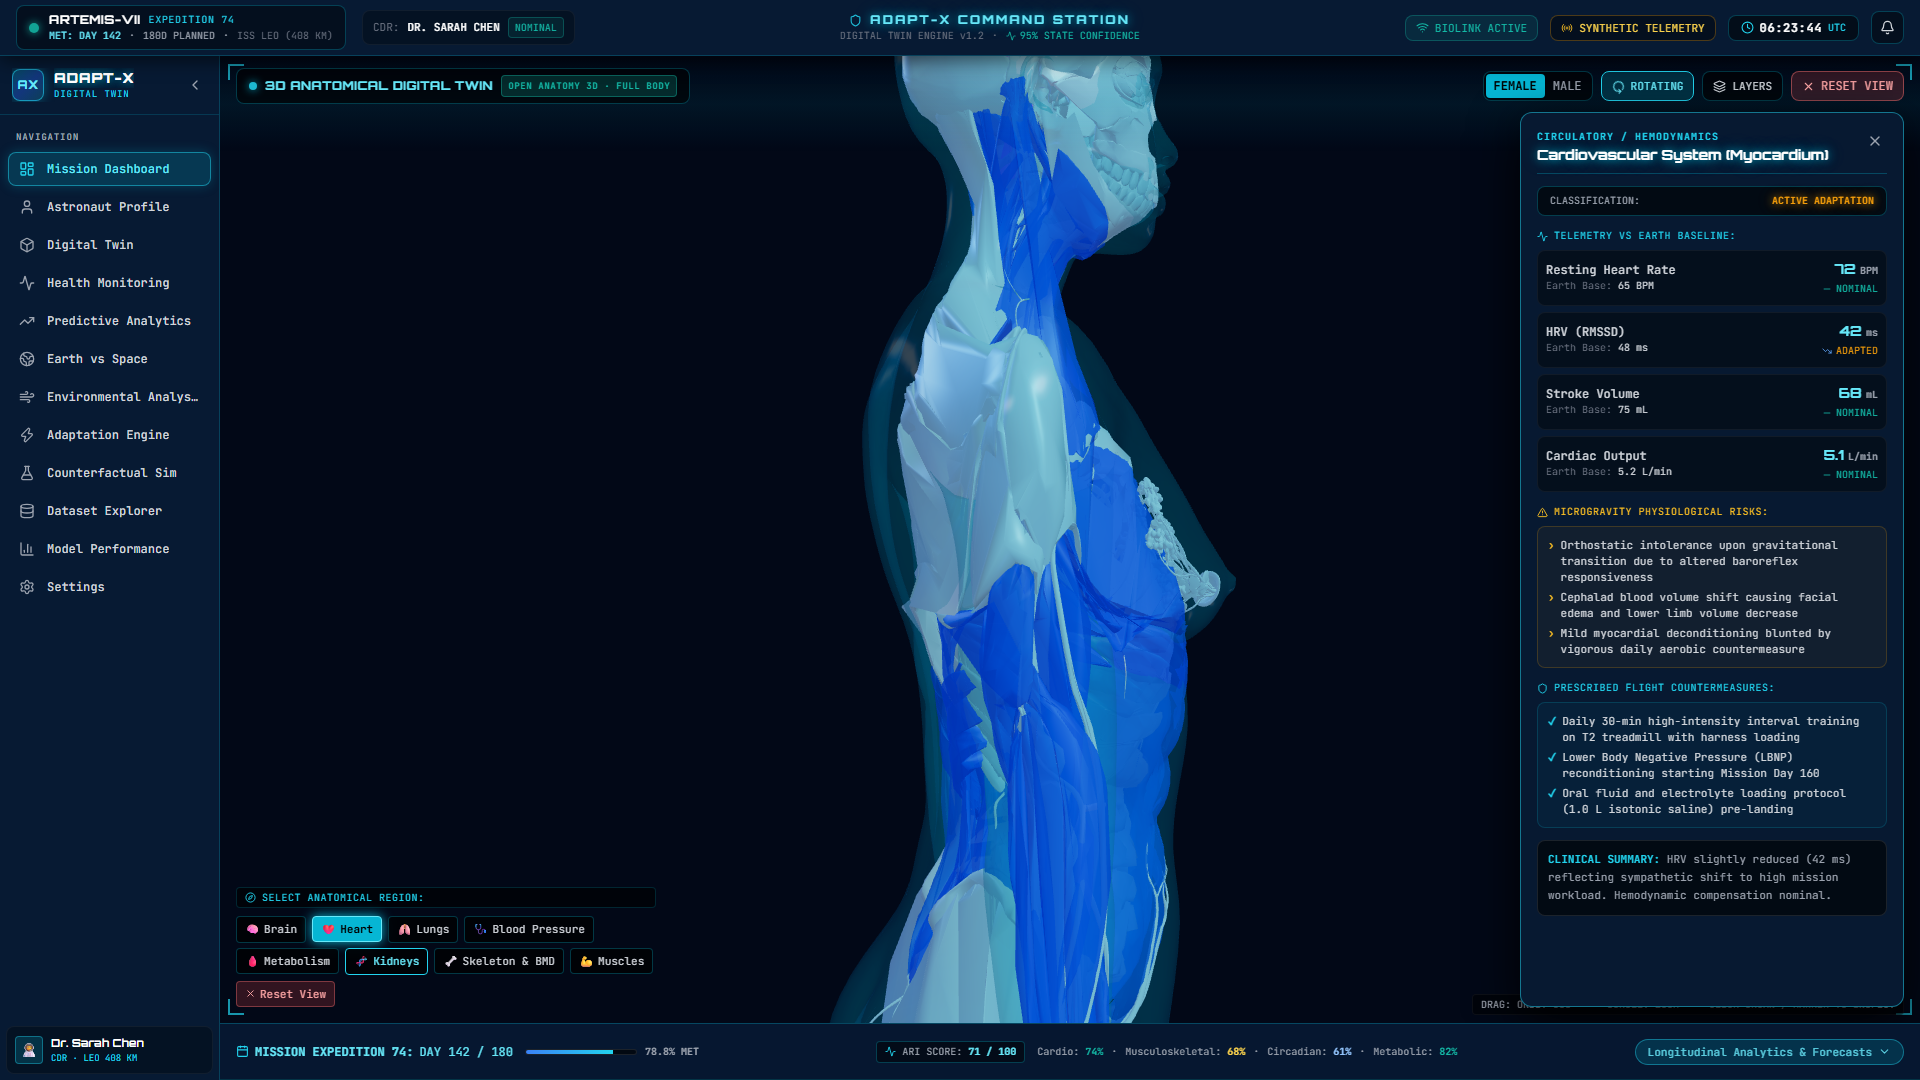 ARTEMIS-VII EXPEDITION 74
MET: DAY 142 · 180D PLANNED · ISS LEO (408 KM)
CDR: DR. SARAH CHEN NOMINAL
ADAPT-X COMMAND STATION
DIGITAL TWIN ENGINE v1.2 · 95% STATE CONFIDENCE
BIOLINK ACTIVE
SYNTHETIC TELEMETRY
06:23:44 UTC
AX
ADAPT-X
DIGITAL TWIN
NAVIGATION
Mission Dashboard
Astronaut Profile
Digital Twin
Health Monitoring
Predictive Analytics
Earth vs Space
Environmental Analys…
Adaptation Engine
Counterfactual Sim
Dataset Explorer
Model Performance
Settings
Dr. Sarah Chen
CDR · LEO 408 KM
3D ANATOMICAL DIGITAL TWIN OPEN ANATOMY 3D · FULL BODY
FEMALE MALE
ROTATING
LAYERS
RESET VIEW
CIRCULATORY / HEMODYNAMICS
Cardiovascular System (Myocardium)
CLASSIFICATION: ACTIVE ADAPTATION
TELEMETRY VS EARTH BASELINE:
Resting Heart Rate 72 BPM
Earth Base: 65 BPM NOMINAL
HRV (RMSSD) 42 ms
Earth Base: 48 ms ADAPTED
Stroke Volume 68 mL
Earth Base: 75 mL NOMINAL
Cardiac Output 5.1 L/min
Earth Base: 5.2 L/min NOMINAL
MICROGRAVITY PHYSIOLOGICAL RISKS:
› Orthostatic intolerance upon gravitational
transition due to altered baroreflex
responsiveness
› Cephalad blood volume shift causing facial
edema and lower limb volume decrease
› Mild myocardial deconditioning blunted by
vigorous daily aerobic countermeasure
PRESCRIBED FLIGHT COUNTERMEASURES:
✓ Daily 30-min high-intensity interval training
on T2 treadmill with harness loading
✓ Lower Body Negative Pressure (LBNP)
reconditioning starting Mission Day 160
✓ Oral fluid and electrolyte loading protocol
(1.0 L isotonic saline) pre-landing
CLINICAL SUMMARY: HRV slightly reduced (42 ms)
reflecting sympathetic shift to high mission
workload. Hemodynamic compensation nominal.
SELECT ANATOMICAL REGION:
Brain
Heart
Lungs
Blood Pressure
Metabolism
Kidneys
Skeleton & BMD
Muscles
Reset View
DRAG:
MISSION EXPEDITION 74: DAY 142 / 180 78.8% MET
ARI SCORE: 71 / 100
Cardio: 74% · Musculoskeletal: 68% · Circadian: 61% · Metabolic: 82%
Longitudinal Analytics & Forecasts